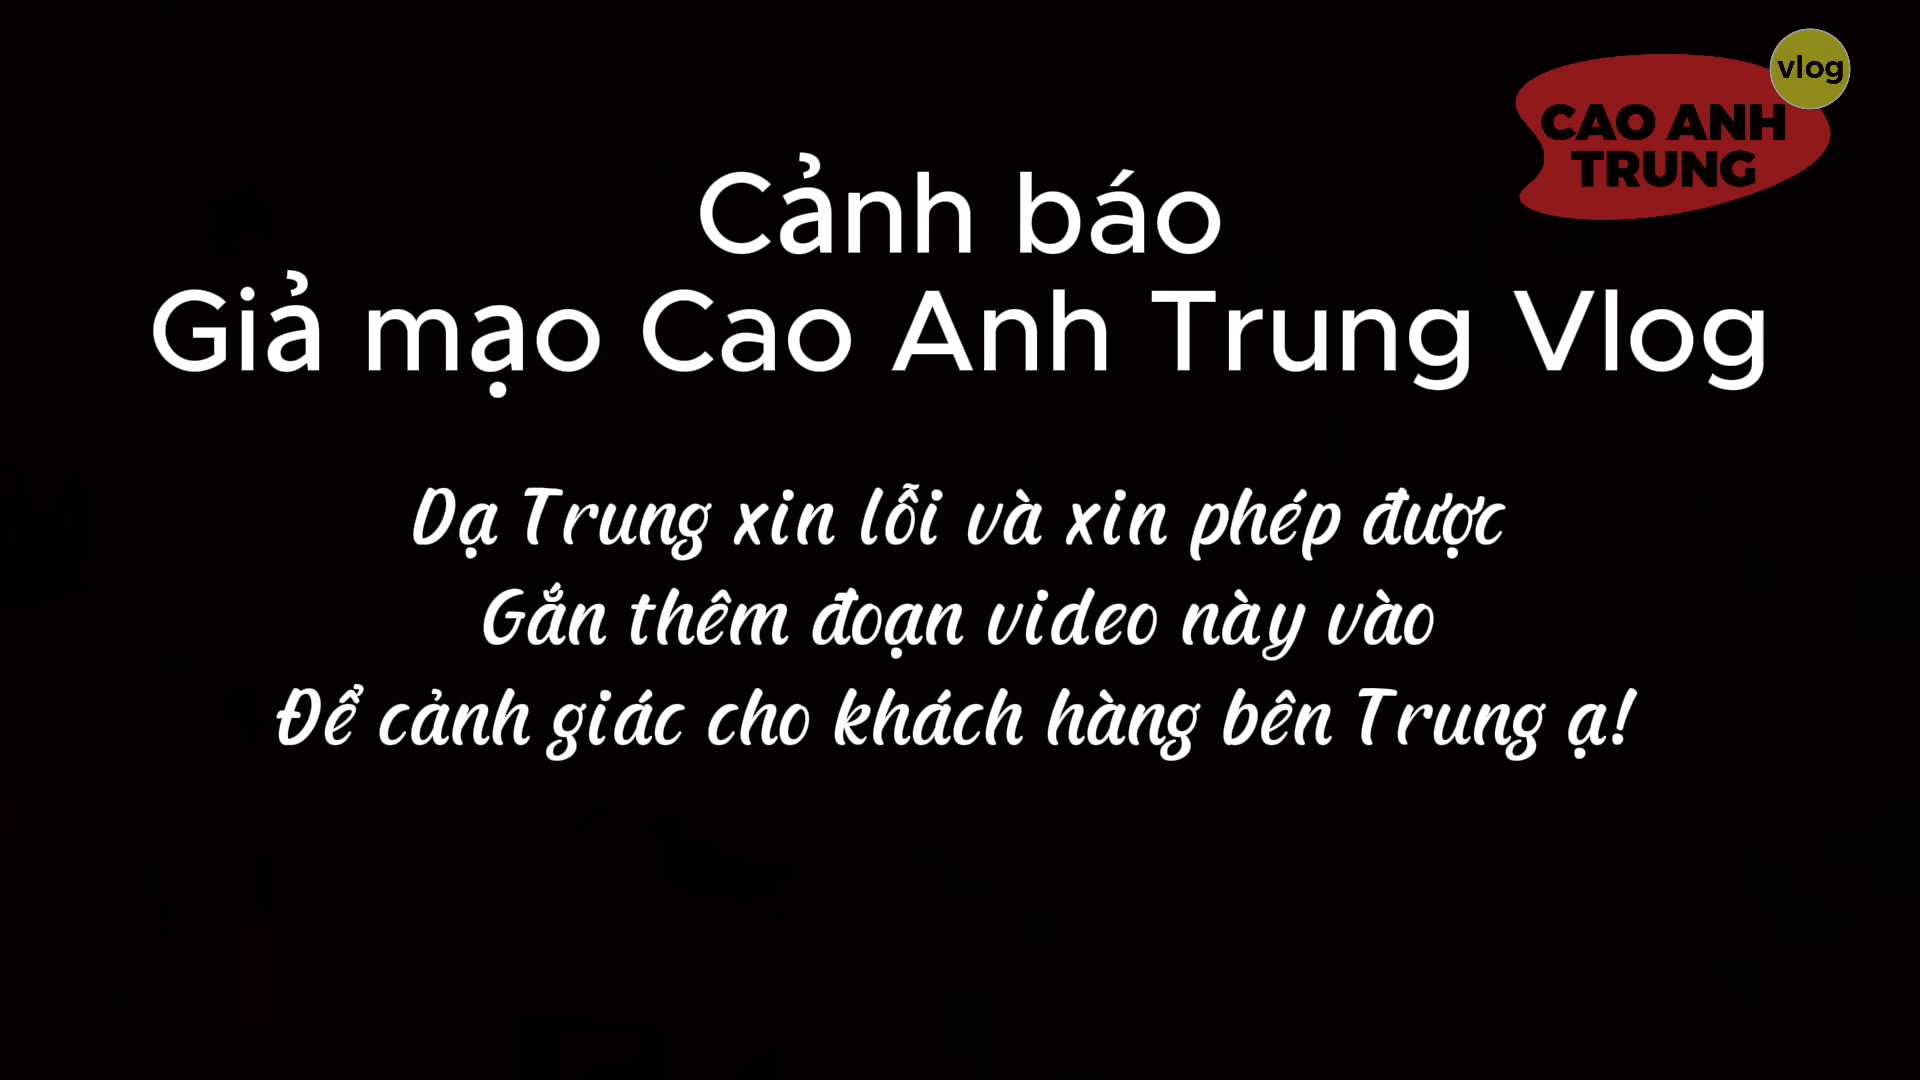 vlog
CAO ANH
TRUNG
Cảnh báo
Giả mạo Cao Anh Trung Vlog
Dạ Trung xin lỗi và xin phép được
Gắn thêm đoạn video này vào
Để cảnh giác cho khách hàng bên Trung ạ!